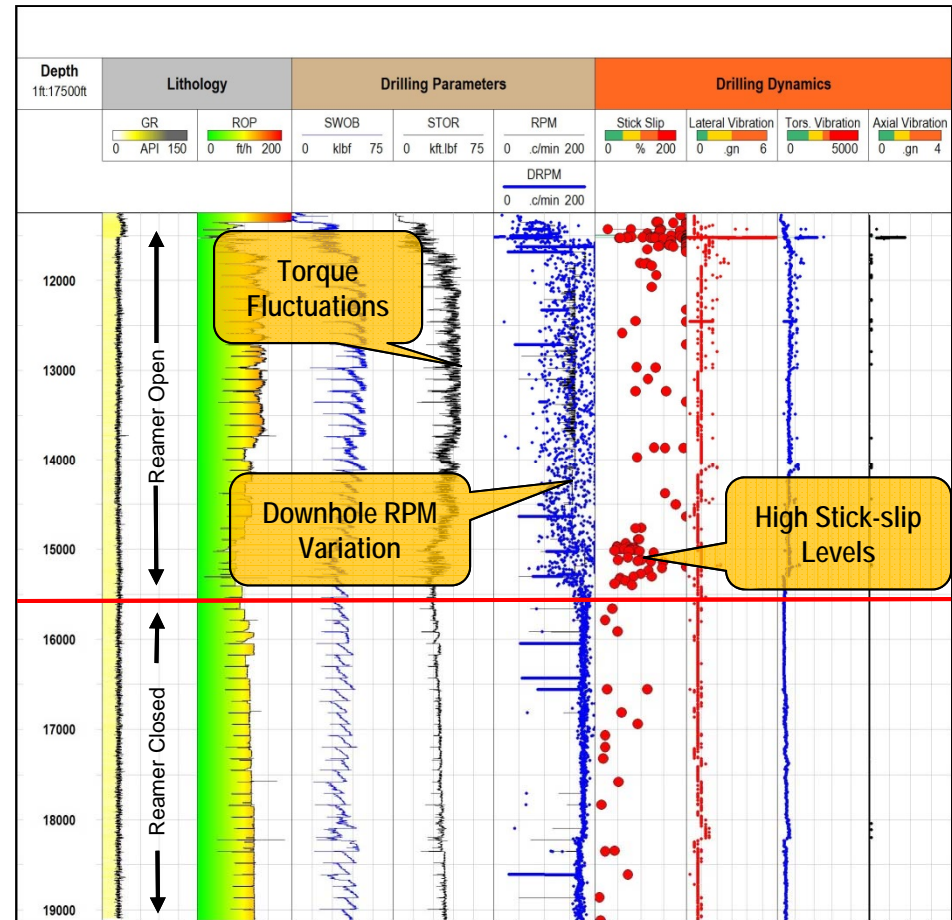 Depth
1ft:17500ft
Lithology
Drilling Parameters
Drilling Dynamics
GR
0 API 150
ROP
0 ft/h 200
SWOB
0 klbf 75
STOR
0 kft.lbf 75
RPM
0 .c/min 200
DRPM
0 .c/min 200
Stick Slip
0 % 200
Lateral Vibration
0 .gn 6
Tors. Vibration
0 5000
Axial Vibration
0 .gn 4
12000
13000
14000
15000
16000
17000
18000
19000
Reamer Open
Reamer Closed
Torque
Fluctuations
Downhole RPM
Variation
High Stick-slip
Levels